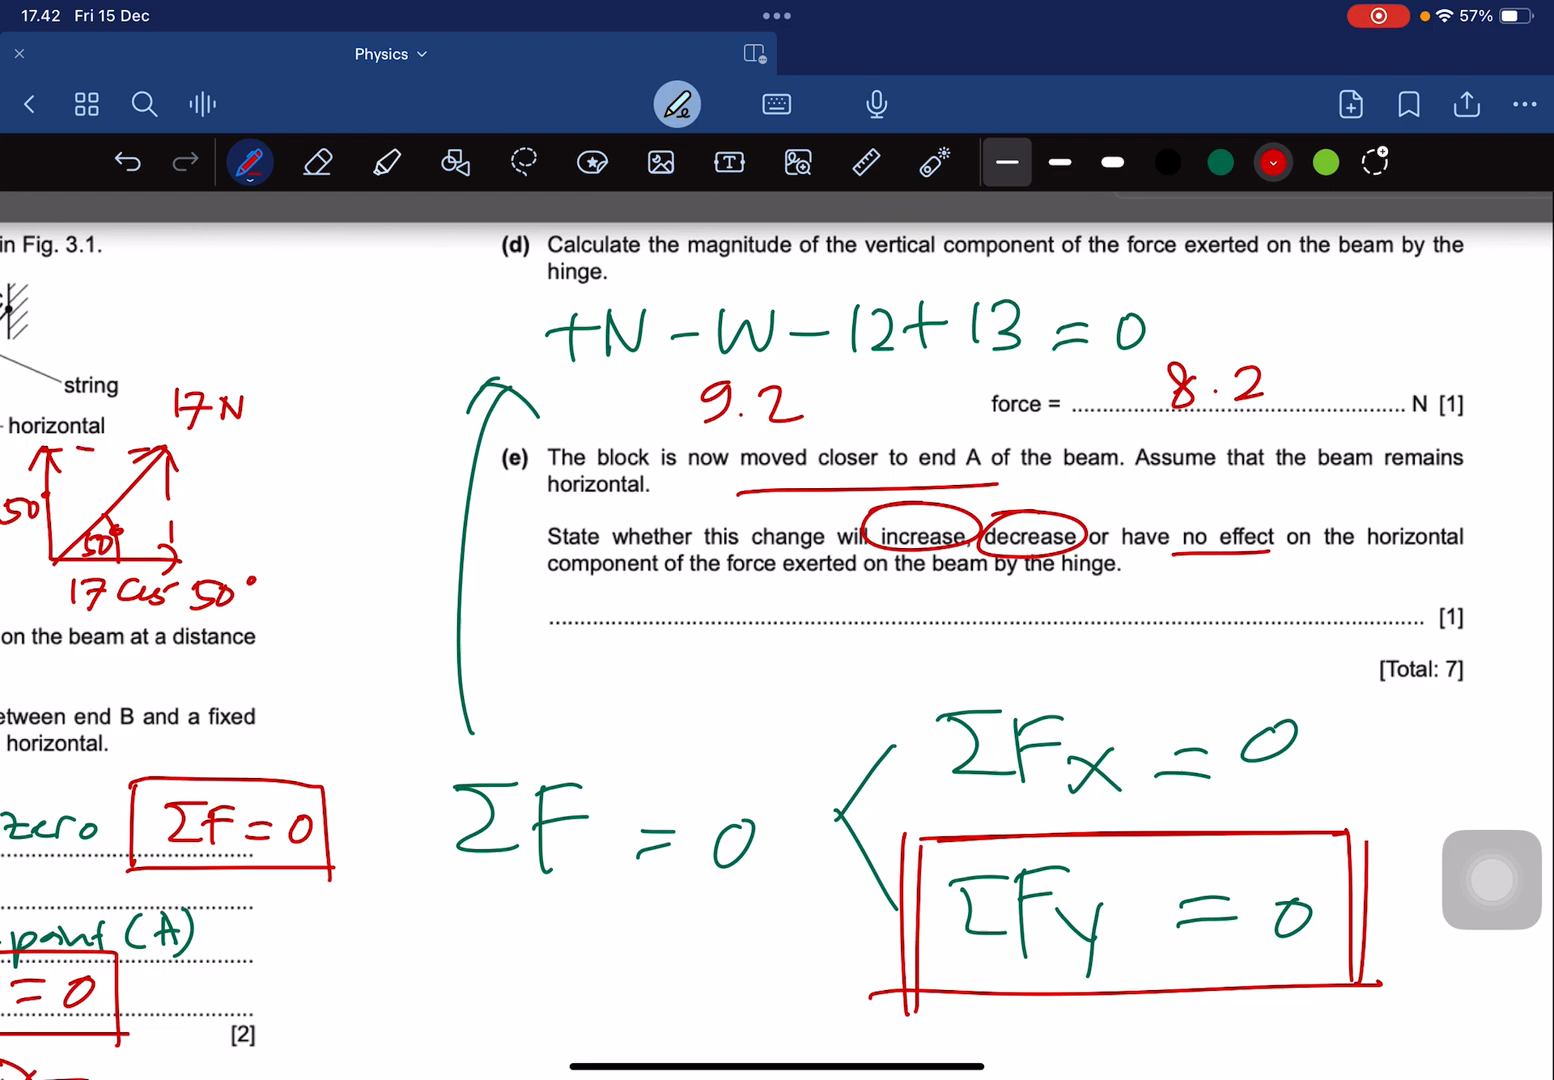 17.42 Fri 15 Dec
57%
Physics
in Fig. 3.1.
string
17 N
horizontal
50
50°
17 Cos 50°
on the beam at a distance
etween end B and a fixed
horizontal.
zero
ΣF = 0
point (A)
= 0
[2]
(d) Calculate the magnitude of the vertical component of the force exerted on the beam by the
hinge.
+N - W - 12 + 13 = 0
9.2
force = 8.2 N [1]
(e) The block is now moved closer to end A of the beam. Assume that the beam remains
horizontal.
State whether this change will increase, decrease or have no effect on the horizontal
component of the force exerted on the beam by the hinge.
[1]
[Total: 7]
ΣF = 0
ΣFx = 0
ΣFy = 0